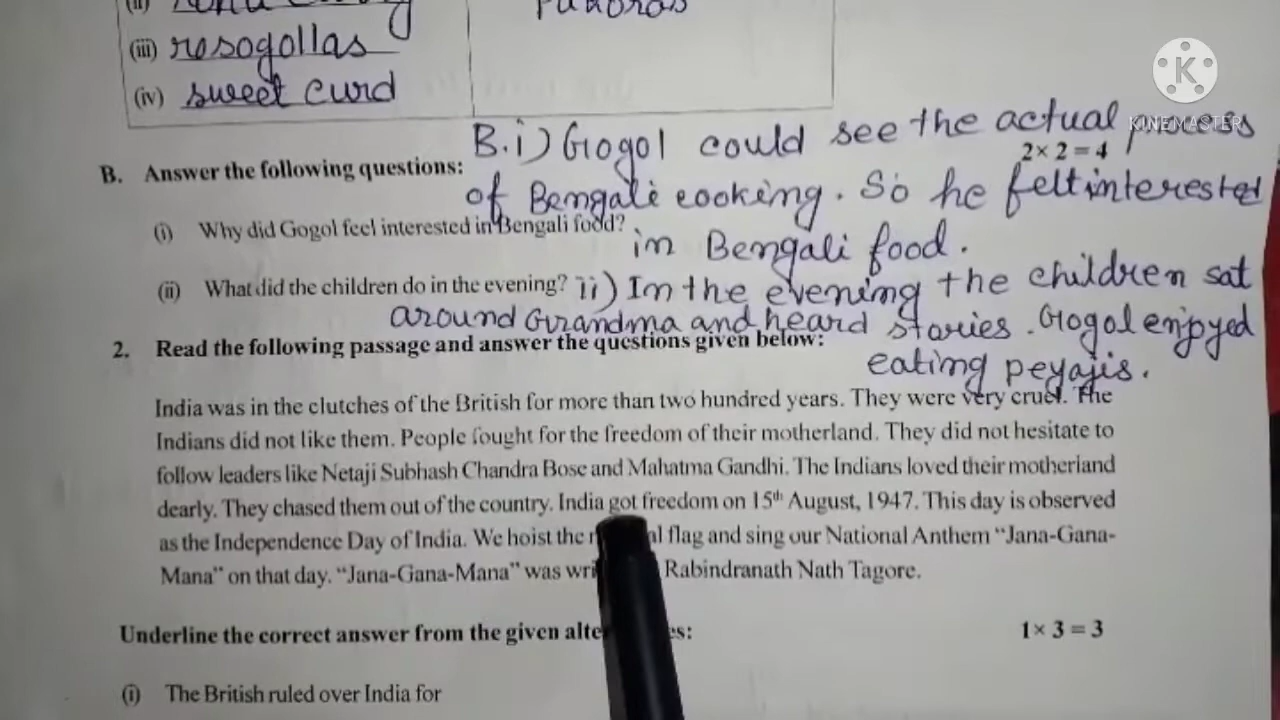 (iii) rosogollas
(iv) sweet curd
K
KINEMASTER
B. i) Gogol could see the actual process
2 × 2 = 4
B. Answer the following questions:
of Bengali cooking. So he felt interested
(i) Why did Gogol feel interested in Bengali food?
in Bengali food.
(ii) What did the children do in the evening?
ii) In the evening the children sat
around Grandma and heard stories. Gogol enjoyed
2. Read the following passage and answer the questions given below:
eating peyajis.
India was in the clutches of the British for more than two hundred years. They were very cruel. The
Indians did not like them. People fought for the freedom of their motherland. They did not hesitate to
follow leaders like Netaji Subhash Chandra Bose and Mahatma Gandhi. The Indians loved their motherland
dearly. They chased them out of the country. India got freedom on 15th August, 1947. This day is observed
as the Independence Day of India. We hoist the flag and sing our National Anthem "Jana-Gana-
Mana" on that day. "Jana-Gana-Mana" was Rabindranath Nath Tagore.
Underline the correct answer from the given
1 × 3 = 3
(i) The British ruled over India for